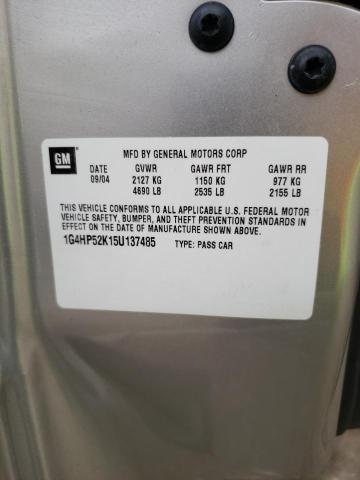 GM
MFD BY GENERAL MOTORS CORP
DATE GVWR GAWR FRT GAWR RR
09/04 2127 KG 1150 KG 977 KG
4690 LB 2535 LB 2155 LB
THIS VEHICLE CONFORMS TO ALL APPLICABLE U.S. FEDERAL MOTOR
VEHICLE SAFETY, BUMPER, AND THEFT PREVENTION STANDARDS IN
EFFECT ON THE DATE OF MANUFACTURE SHOWN ABOVE.
1G4HP52K15U137485 TYPE: PASS CAR